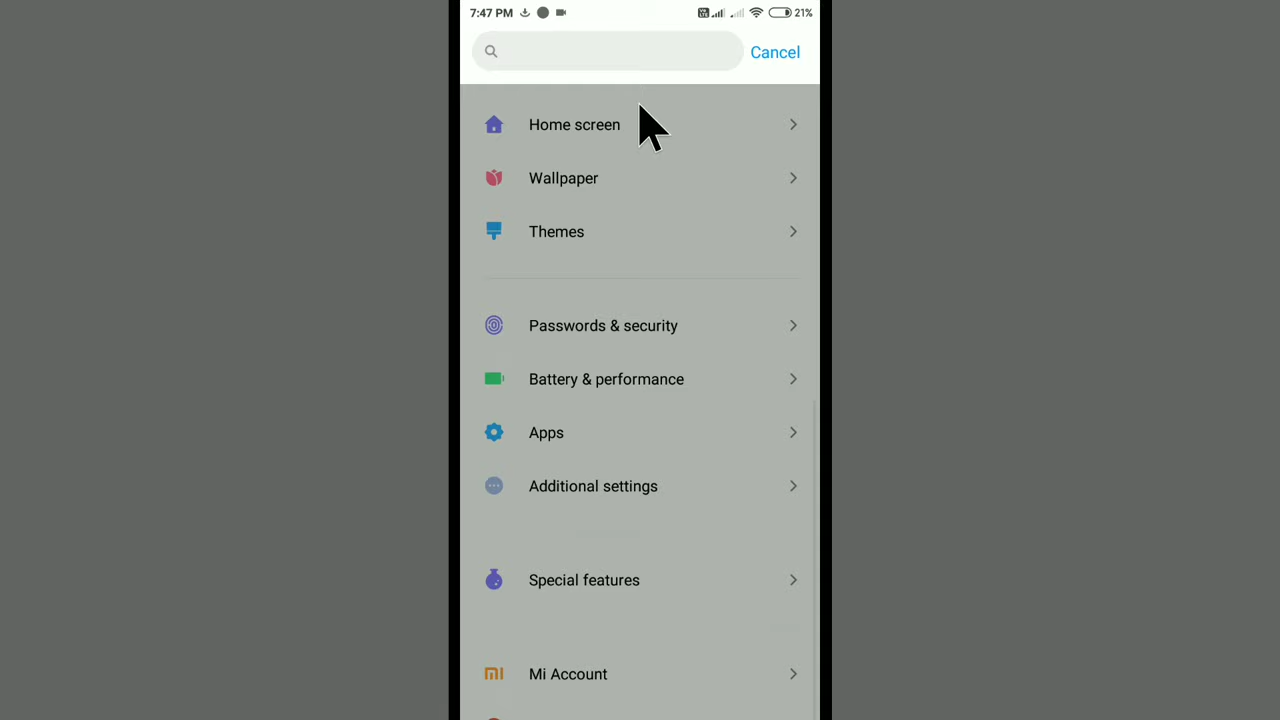 7:47 PM 21%
Cancel
Home screen
Wallpaper
Themes
Passwords & security
Battery & performance
Apps
Additional settings
Special features
mi Mi Account